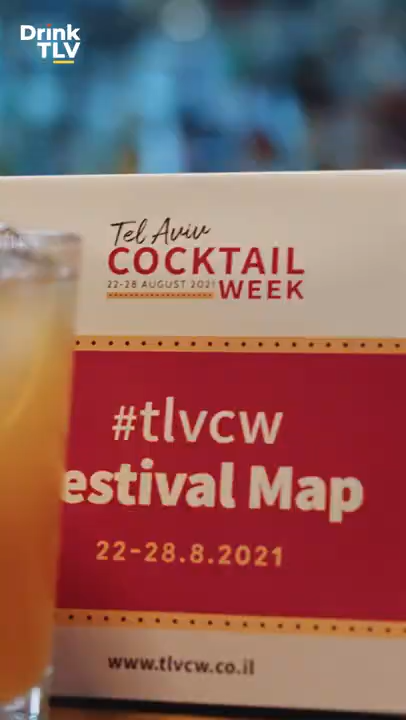 Drink
TLV
Tel Aviv
COCKTAIL
22-28 AUGUST 2021 WEEK
#tlvcw
estival Map
22-28.8.2021
www.tlvcw.co.il